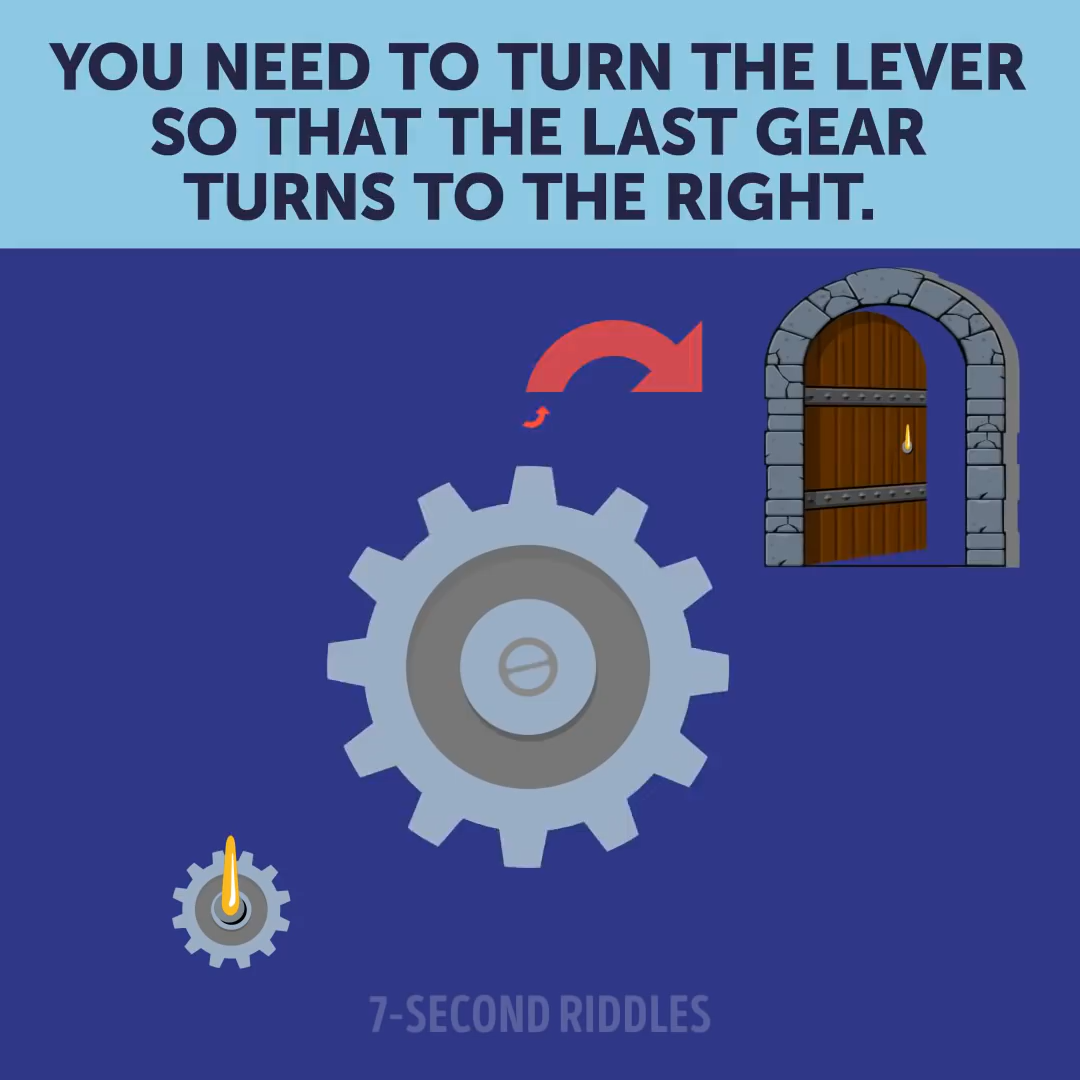 YOU NEED TO TURN THE LEVER
SO THAT THE LAST GEAR
TURNS TO THE RIGHT.
7-SECOND RIDDLES